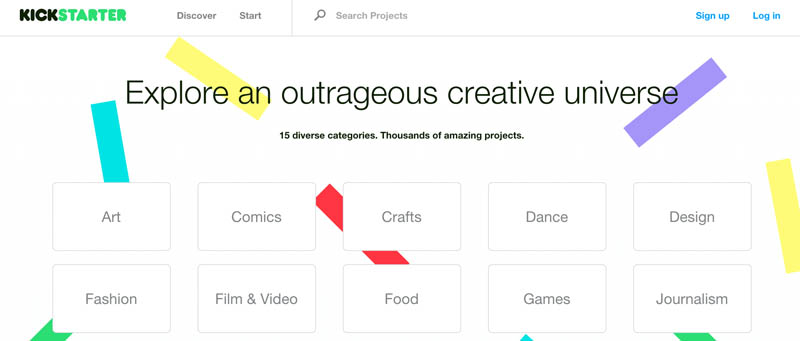 KICKSTARTER Discover Start Search Projects Sign up Log in
Explore an outrageous creative universe
15 diverse categories. Thousands of amazing projects.
Art Comics Crafts Dance Design
Fashion Film & Video Food Games Journalism